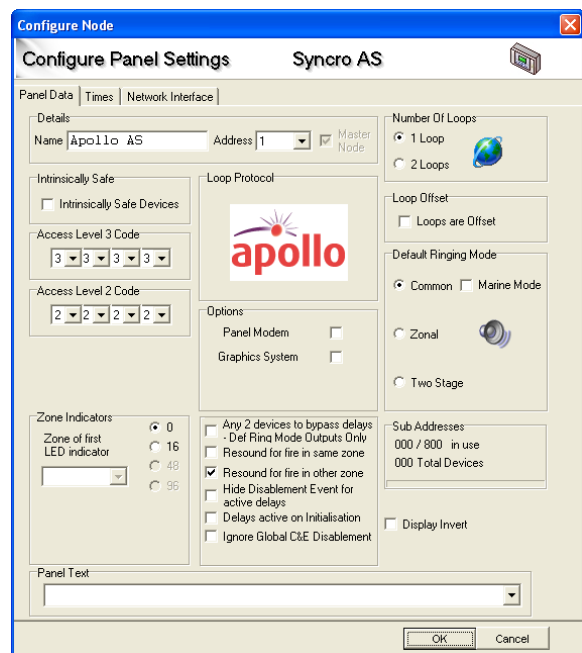 Configure Node
Configure Panel Settings Syncro AS
Panel Data Times Network Interface
Details
Name Apollo AS Address 1 Master
Node
Number Of Loops
1 Loop
2 Loops
Intrinsically Safe
Intrinsically Safe Devices
Loop Protocol
apollo
Loop Offset
Loops are Offset
Access Level 3 Code
3 3 3 3
Default Ringing Mode
Common Marine Mode
Zonal
Two Stage
Access Level 2 Code
2 2 2 2
Options
Panel Modem
Graphics System
Zone Indicators
Zone of first
LED indicator
0
16
48
96
Any 2 devices to bypass delays
- Def Ring Mode Outputs Only
Resound for fire in same zone
Resound for fire in other zone
Hide Disablement Event for
active delays
Delays active on Initialisation
Ignore Global C&E Disablement
Sub Addresses
000 / 800 in use
000 Total Devices
Display Invert
Panel Text
OK Cancel